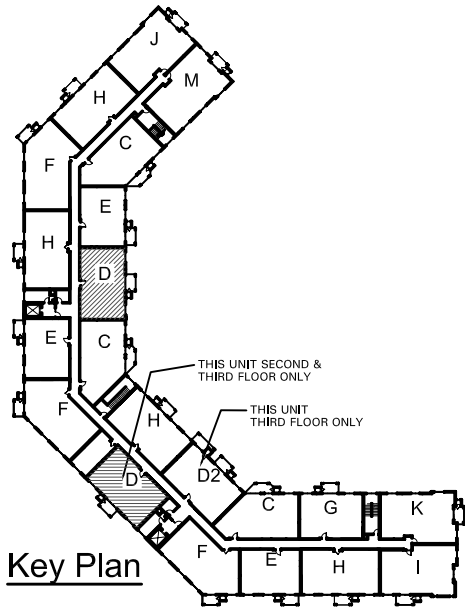 J
H
M
C
F
E
H
D
E
C
THIS UNIT SECOND &
THIRD FLOOR ONLY
F
H
THIS UNIT
THIRD FLOOR ONLY
D
D2
C
G
K
F
E
H
I
Key Plan